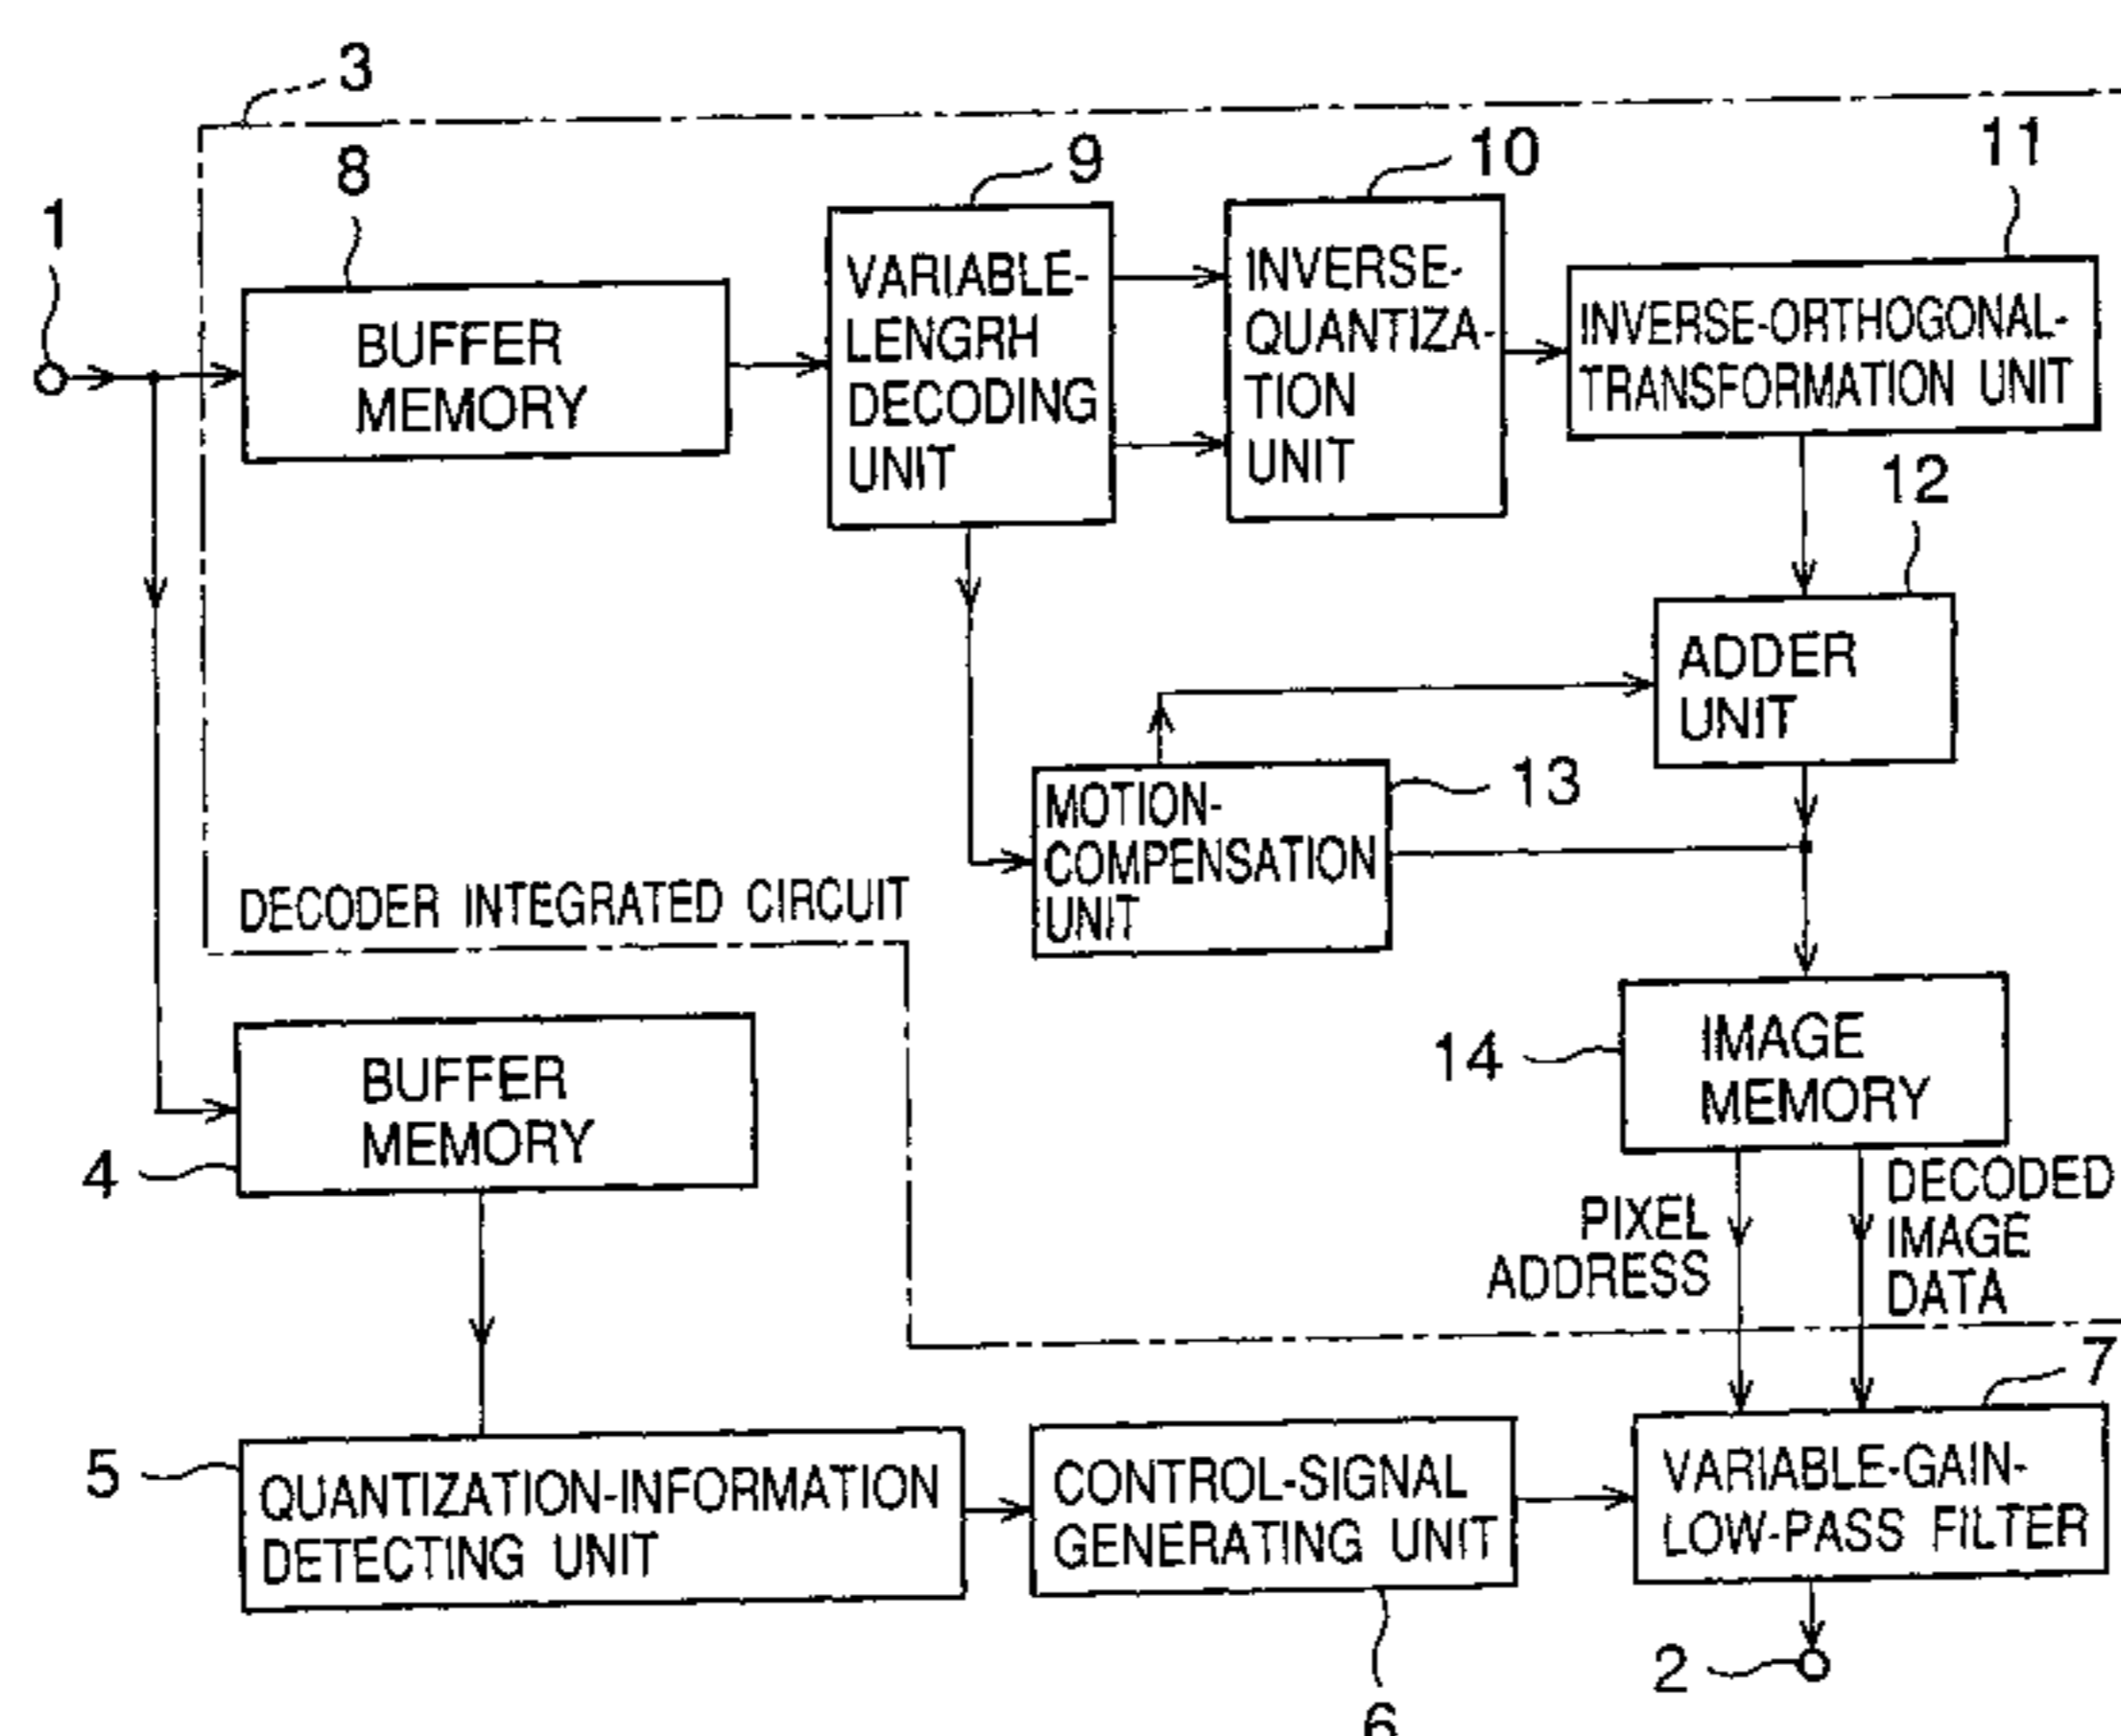 3
8
9
10
11
1
BUFFER
MEMORY
VARIABLE-
LENGRH
DECODING
UNIT
INVERSE-
QUANTIZA-
TION
UNIT
INVERSE-ORTHOGONAL-
TRANSFORMATION UNIT
12
ADDER
UNIT
13
MOTION-
COMPENSATION
UNIT
DECODER INTEGRATED CIRCUIT
14
IMAGE
MEMORY
BUFFER
MEMORY
4
PIXEL
ADDRESS
DECODED
IMAGE
DATA
7
5
QUANTIZATION-INFORMATION
DETECTING UNIT
CONTROL-SIGNAL
GENERATING UNIT
VARIABLE-GAIN-
LOW-PASS FILTER
2
6